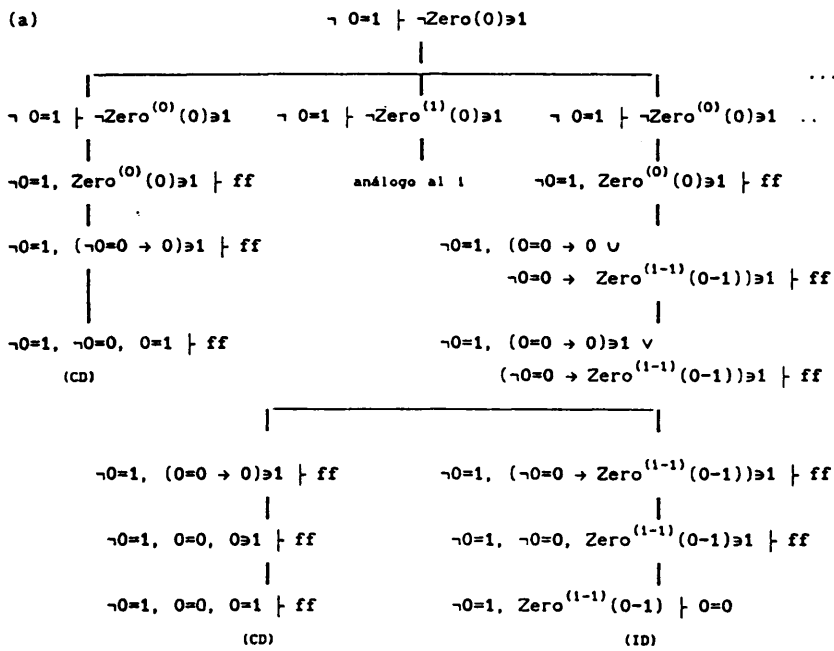 (a) ¬ 0=1 ├ ¬Zero(0)∋1
...
¬ 0=1 ├ ¬Zero⁽⁰⁾(0)∋1 ¬ 0=1 ├ ¬Zero⁽¹⁾(0)∋1 ¬ 0=1 ├ ¬Zero⁽⁰⁾(0)∋1 ..
¬0=1, Zero⁽⁰⁾(0)∋1 ├ ff análogo al i ¬0=1, Zero⁽⁰⁾(0)∋1 ├ ff
¬0=1, (¬0=0 → 0)∋1 ├ ff ¬0=1, (0=0 → 0 ∪
¬0=0 → Zero⁽¹⁻¹⁾(0-1))∋1 ├ ff
¬0=1, ¬0=0, 0=1 ├ ff ¬0=1, (0=0 → 0)∋1 ∨
(CD) (¬0=0 → Zero⁽¹⁻¹⁾(0-1))∋1 ├ ff
¬0=1, (0=0 → 0)∋1 ├ ff ¬0=1, (¬0=0 → Zero⁽¹⁻¹⁾(0-1))∋1 ├ ff
¬0=1, 0=0, 0∋1 ├ ff ¬0=1, ¬0=0, Zero⁽¹⁻¹⁾(0-1)∋1 ├ ff
¬0=1, 0=0, 0=1 ├ ff ¬0=1, Zero⁽¹⁻¹⁾(0-1) ├ 0=0
(CD) (ID)